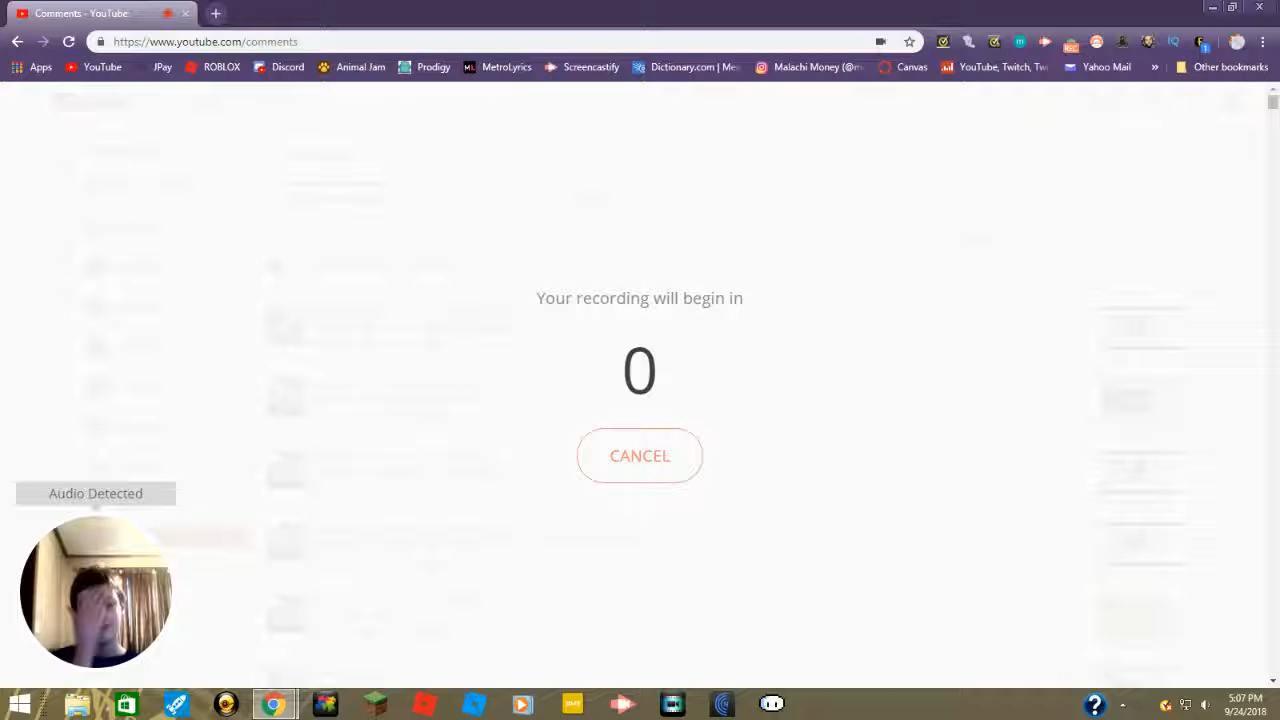 Comments - YouTube
https://www.youtube.com/comments
Apps YouTube JPay ROBLOX Discord Animal Jam Prodigy MetroLyrics Screencastify Dictionary.com | Me Malachi Money (@m Canvas YouTube, Twitch, Tw Yahoo Mail » Other bookmarks
Your recording will begin in
0
CANCEL
Audio Detected
5:07 PM
9/24/2018